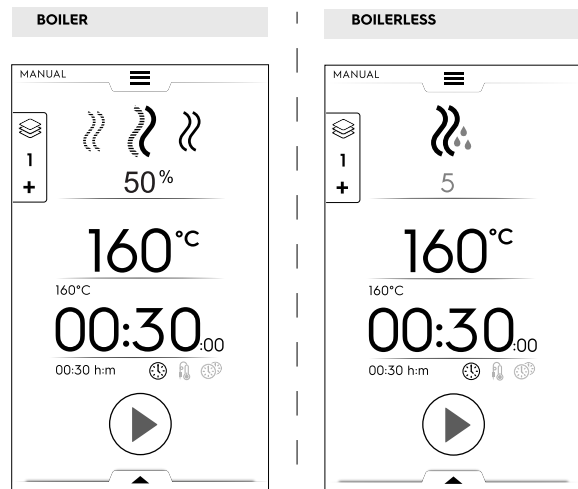 BOILER
MANUAL
1
+
50%
160°C
160°C
00:30:00
00:30 h:m
BOILERLESS
MANUAL
1
+
5
160°C
160°C
00:30:00
00:30 h:m